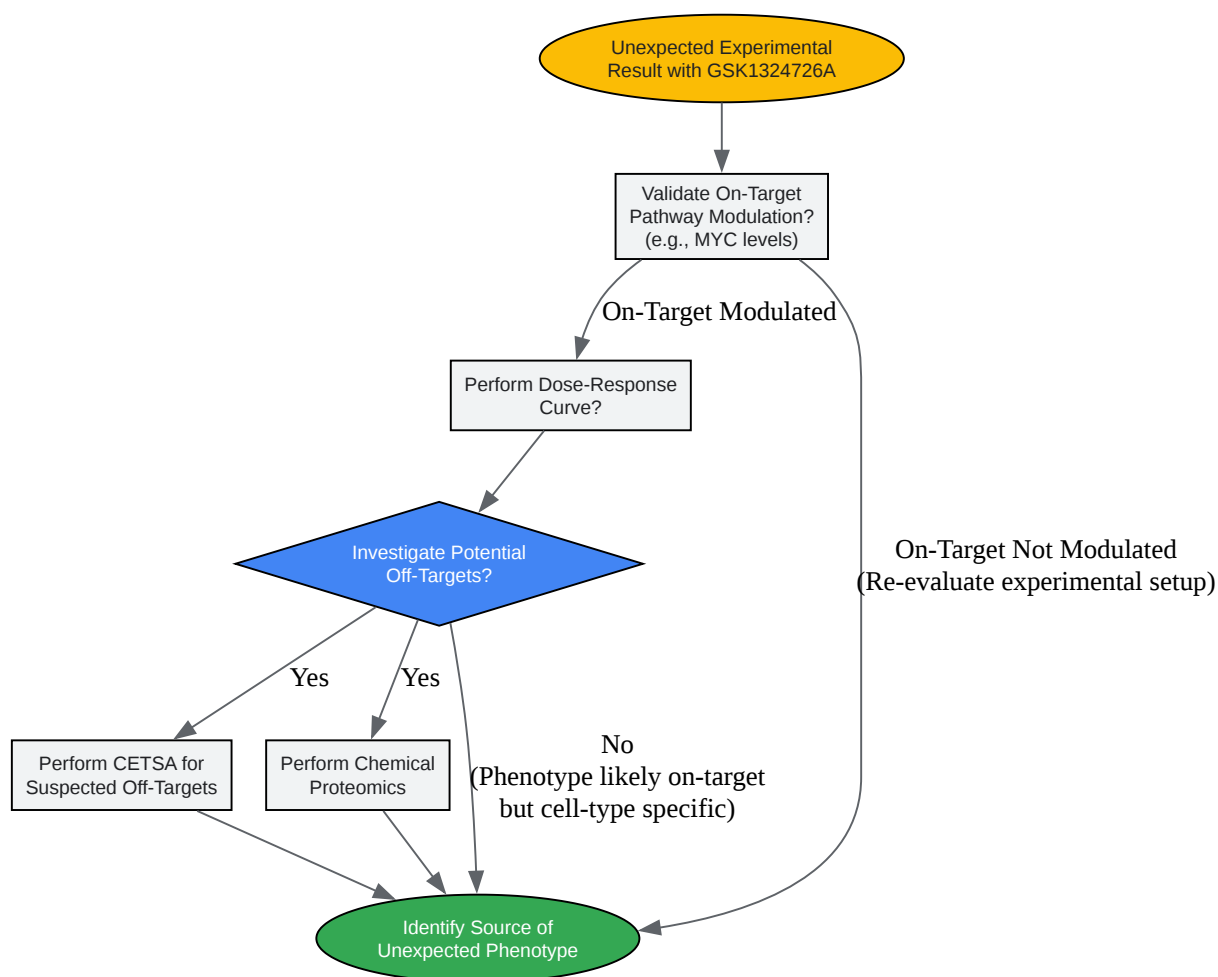 Unexpected Experimental
Result with GSK1324726A
Validate On-Target
Pathway Modulation?
(e.g., MYC levels)
On-Target Modulated
Perform Dose-Response
Curve?
Investigate Potential
Off-Targets?
On-Target Not Modulated
(Re-evaluate experimental setup)
Yes
Yes
No
(Phenotype likely on-target
but cell-type specific)
Perform CETSA for
Suspected Off-Targets
Perform Chemical
Proteomics
Identify Source of
Unexpected Phenotype